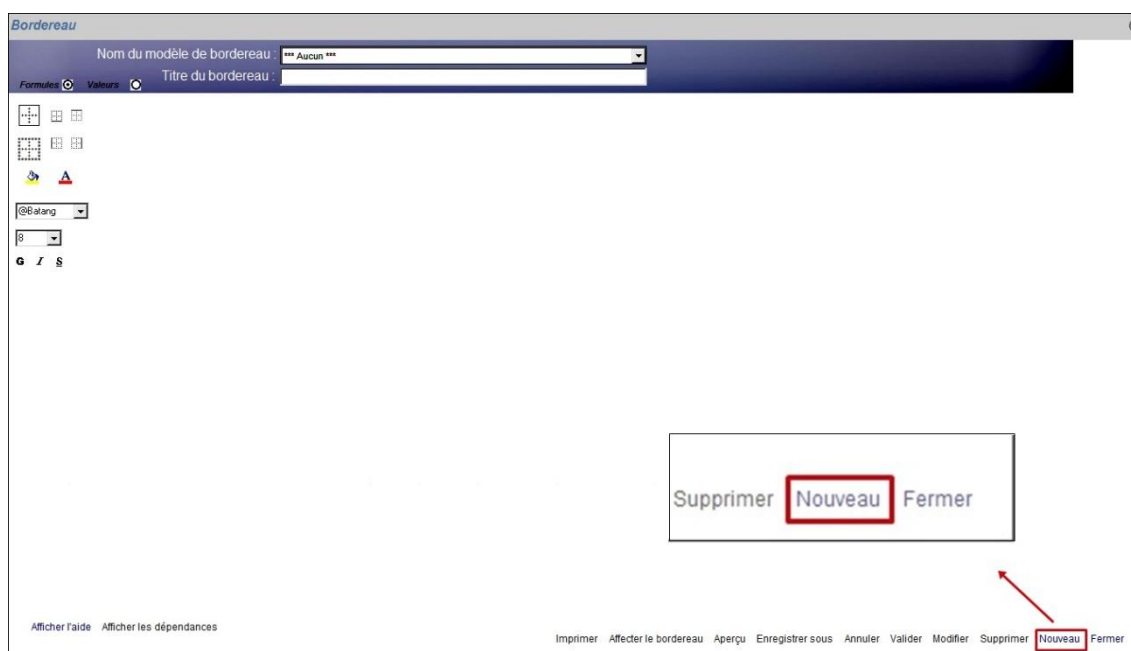 Bordereau
Nom du modèle de bordereau : *** Aucun ***
Titre du bordereau :
Formules Valeurs
A
@Batang
8
G I S
Supprimer Nouveau Fermer
Afficher l'aide Afficher les dépendances
Imprimer Affecter le bordereau Aperçu Enregistrer sous Annuler Valider Modifier Supprimer Nouveau Fermer